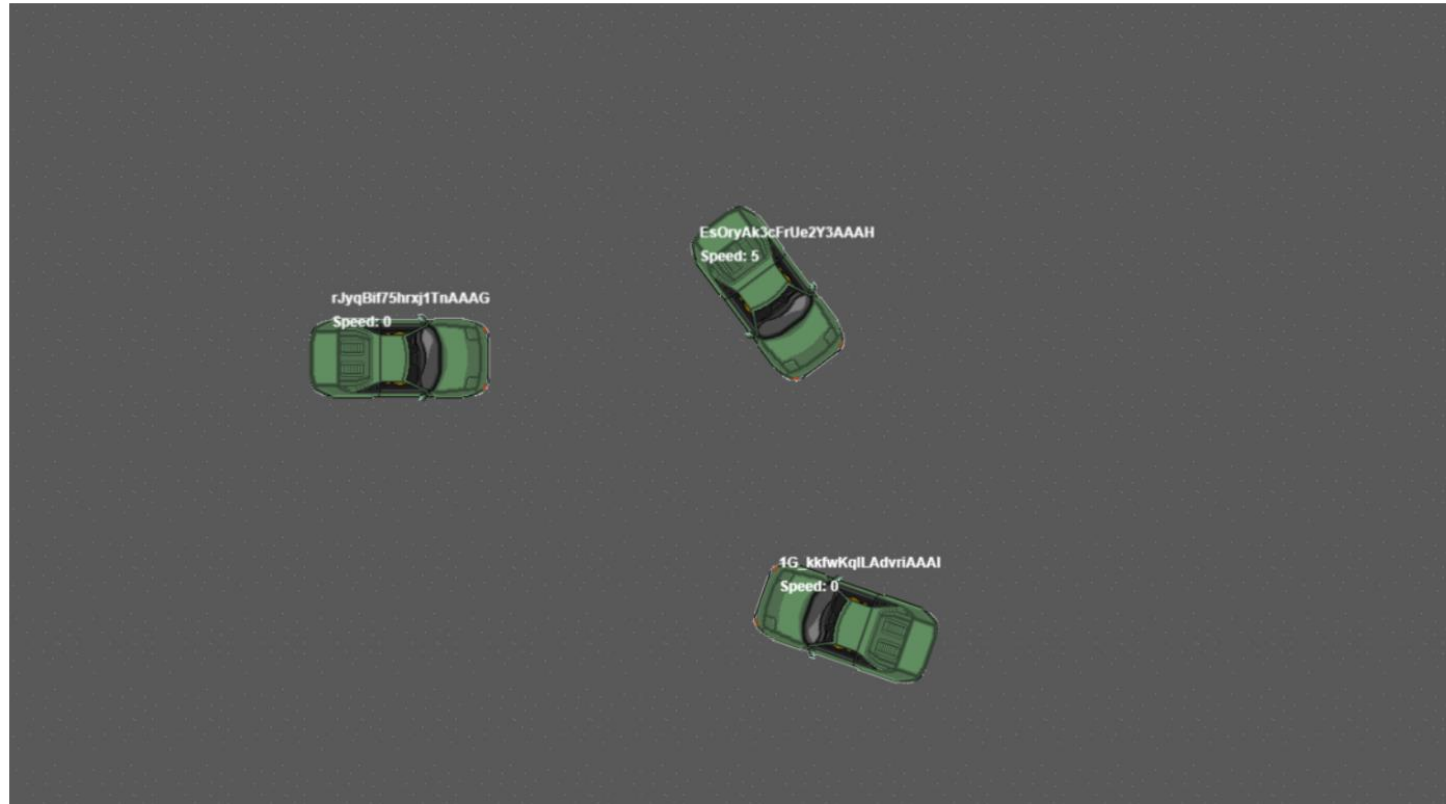 EsOryAk3cFrUe2Y3AAAH
Speed: 5
rJyqBif75hrxj1TnAAAG
Speed: 0
1G_kkfwKqlLAdvriAAAI
Speed: 0